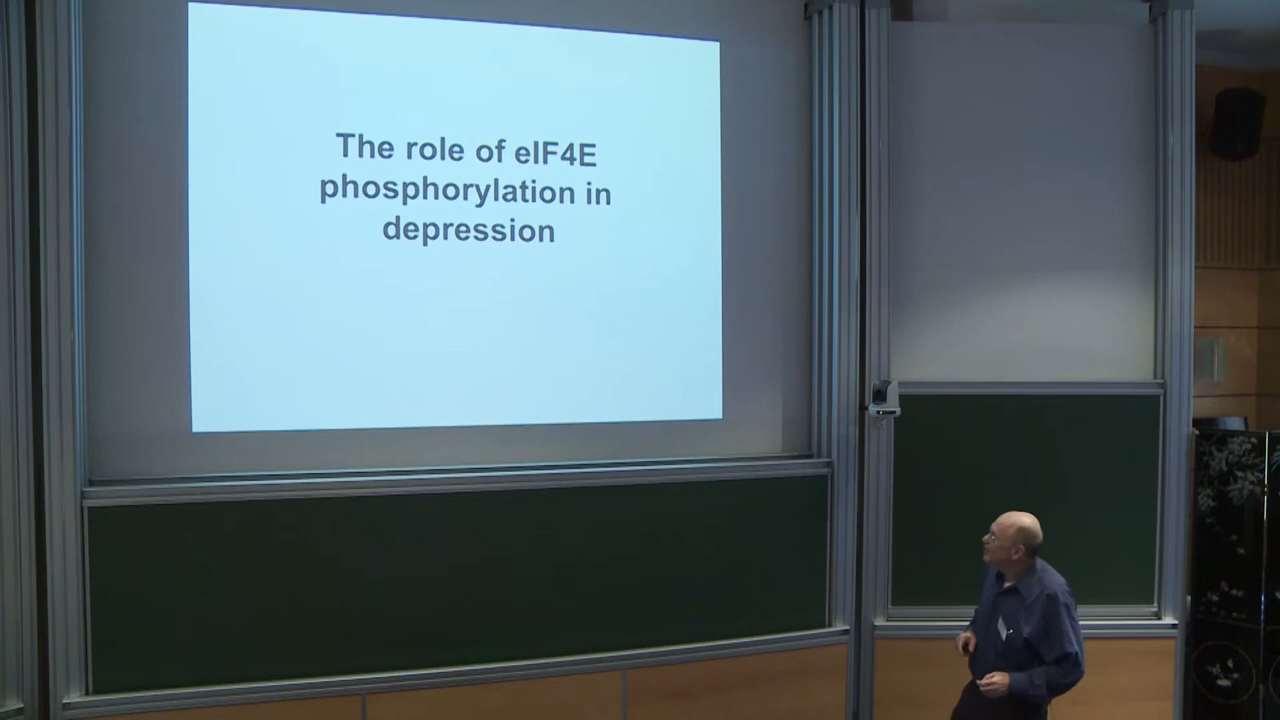 The role of eIF4E
phosphorylation in
depression